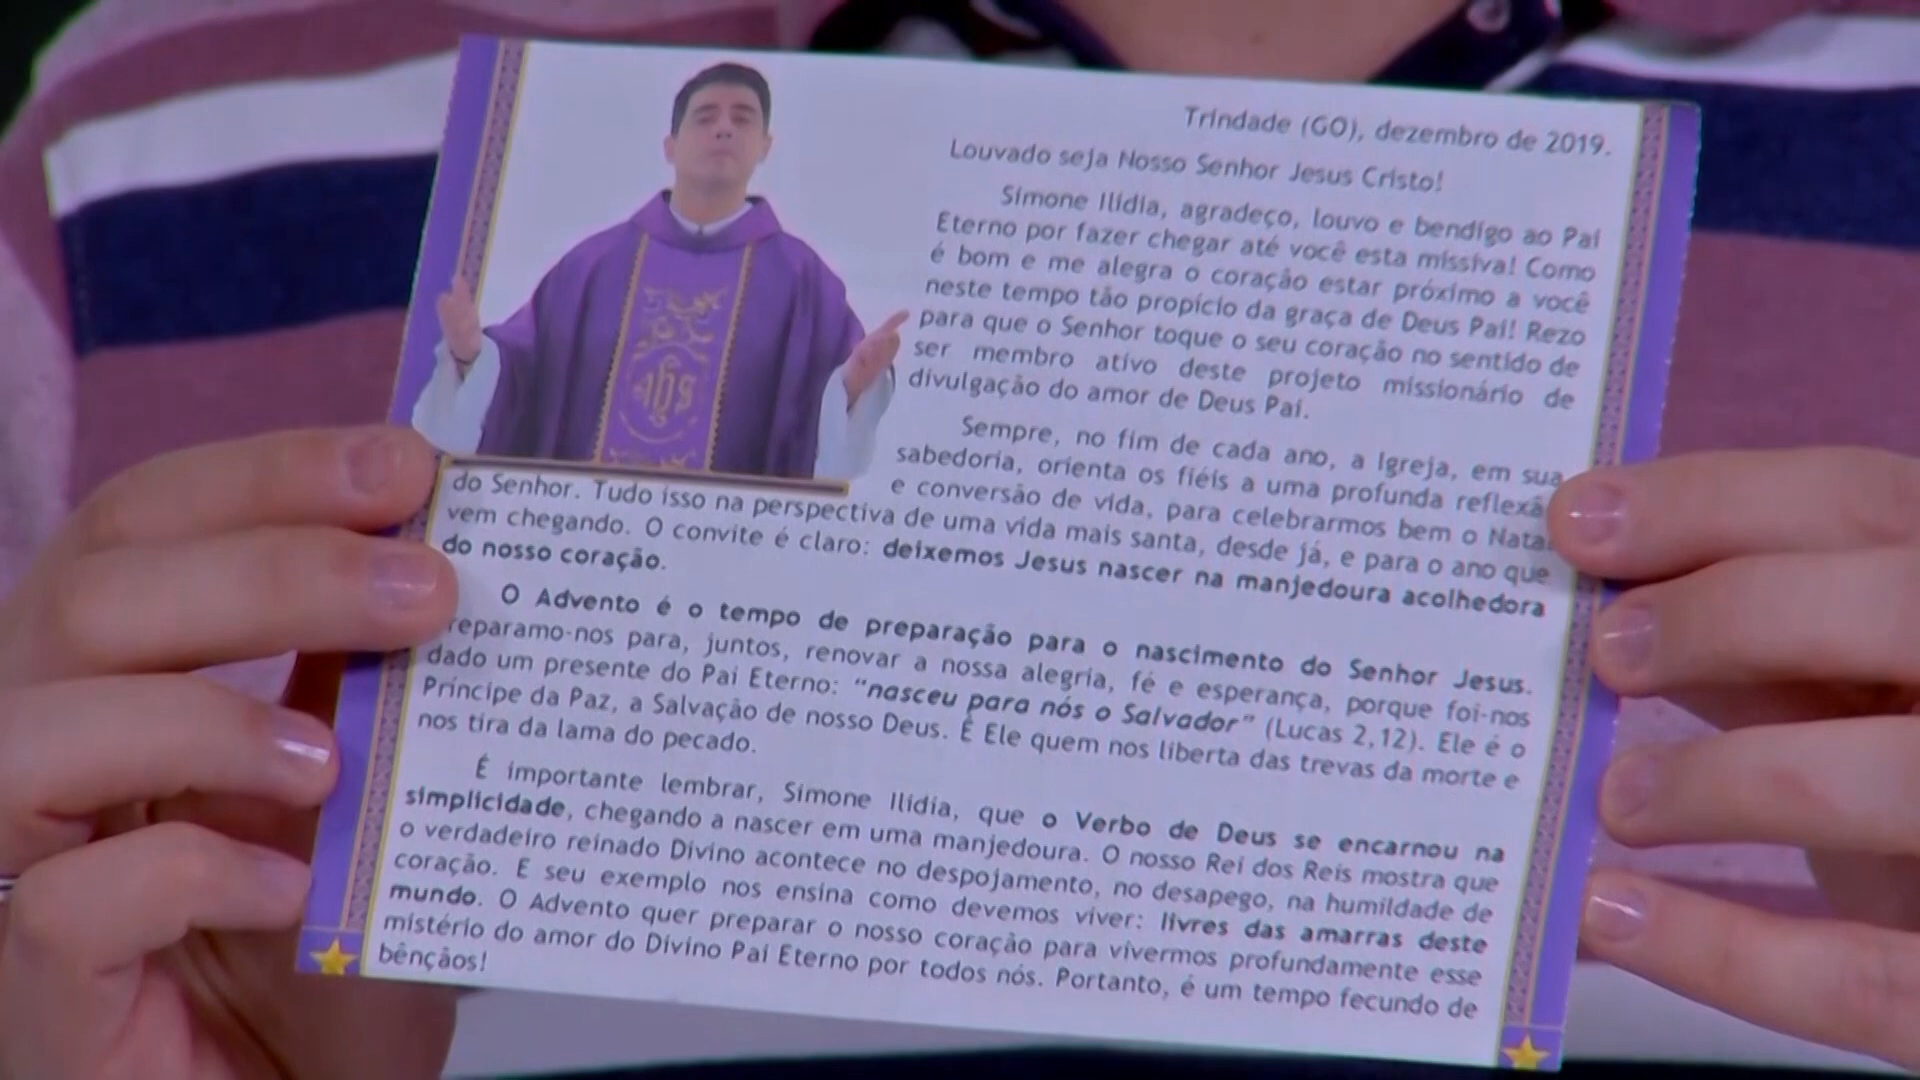 Trindade (GO), dezembro de 2019.
Louvado seja Nosso Senhor Jesus Cristo!
Simone Ilídia, agradeço, louvo e bendigo ao Pai
Eterno por fazer chegar até você esta missiva! Como
é bom e me alegra o coração estar próximo a você
neste tempo tão propício da graça de Deus Pai! Rezo
para que o Senhor toque o seu coração no sentido de
ser membro ativo deste projeto missionário de
divulgação do amor de Deus Pai.
Sempre, no fim de cada ano, a Igreja, em sua
sabedoria, orienta os fiéis a uma profunda reflexã
e conversão de vida, para celebrarmos bem o Nata
do Senhor. Tudo isso na perspectiva de uma vida mais santa, desde já, e para o ano que
vem chegando. O convite é claro: deixemos Jesus nascer na manjedoura acolhedora
do nosso coração.
O Advento é o tempo de preparação para o nascimento do Senhor Jesus.
reparamo-nos para, juntos, renovar a nossa alegria, fé e esperança, porque foi-nos
dado um presente do Pai Eterno: "nasceu para nós o Salvador" (Lucas 2,12). Ele é o
Príncipe da Paz, a Salvação de nosso Deus. É Ele quem nos liberta das trevas da morte e
nos tira da lama do pecado.
É importante lembrar, Simone Ilídia, que o Verbo de Deus se encarnou na
simplicidade, chegando a nascer em uma manjedoura. O nosso Rei dos Reis mostra que
o verdadeiro reinado Divino acontece no despojamento, no desapego, na humildade de
coração. E seu exemplo nos ensina como devemos viver: livres das amarras deste
mundo. O Advento quer preparar o nosso coração para vivermos profundamente esse
mistério do amor do Divino Pai Eterno por todos nós. Portanto, é um tempo fecundo de
bênçãos!
IHS